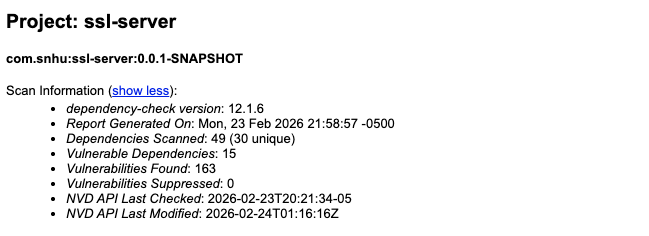 Project: ssl-server
com.snhu:ssl-server:0.0.1-SNAPSHOT
Scan Information (show less):
• dependency-check version: 12.1.6
• Report Generated On: Mon, 23 Feb 2026 21:58:57 -0500
• Dependencies Scanned: 49 (30 unique)
• Vulnerable Dependencies: 15
• Vulnerabilities Found: 163
• Vulnerabilities Suppressed: 0
• NVD API Last Checked: 2026-02-23T20:21:34-05
• NVD API Last Modified: 2026-02-24T01:16:16Z